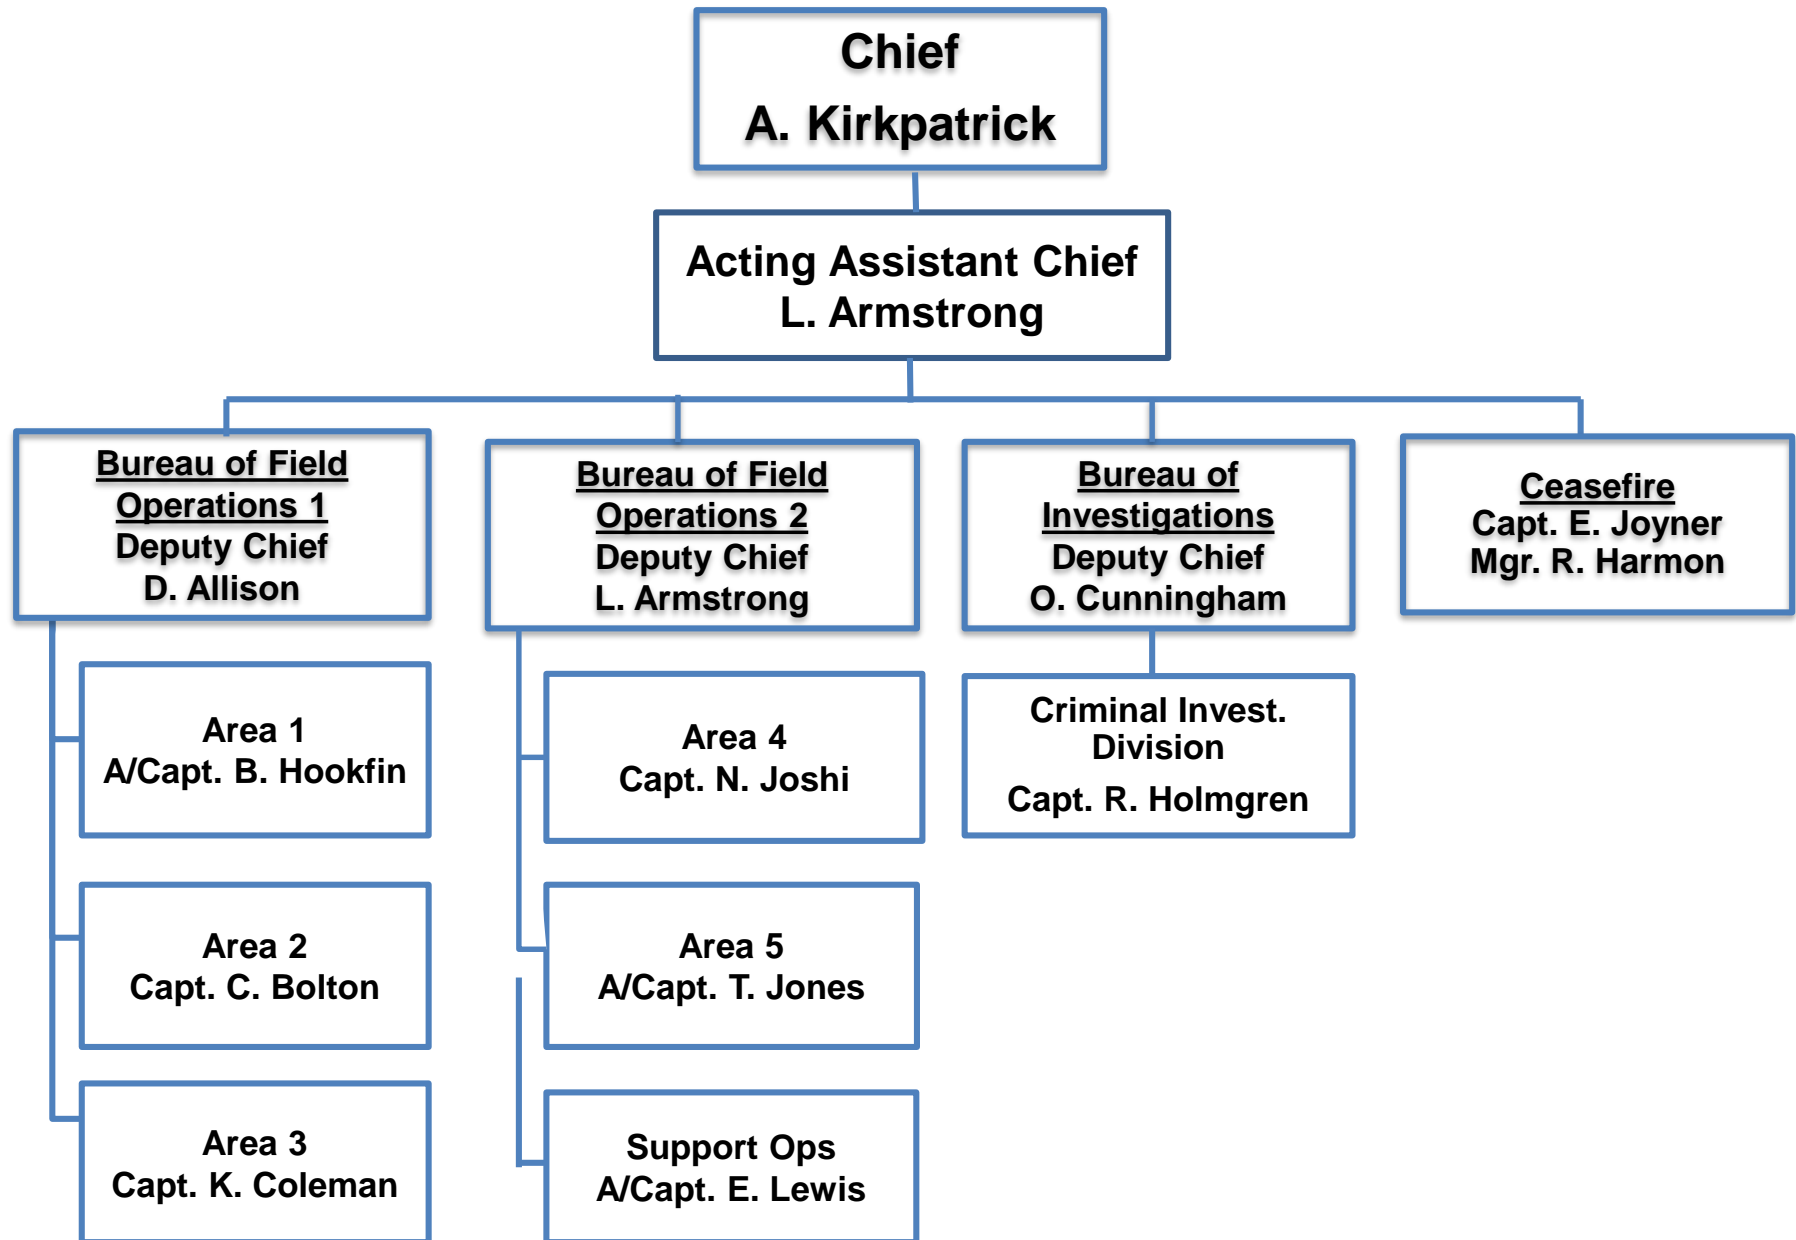 Chief
A. Kirkpatrick
Acting Assistant Chief
L. Armstrong
Bureau of Field
Operations 1
Deputy Chief
D. Allison
Bureau of Field
Operations 2
Deputy Chief
L. Armstrong
Bureau of
Investigations
Deputy Chief
O. Cunningham
Ceasefire
Capt. E. Joyner
Mgr. R. Harmon
Area 1
A/Capt. B. Hookfin
Area 4
Capt. N. Joshi
Criminal Invest.
Division
Capt. R. Holmgren
Area 2
Capt. C. Bolton
Area 5
A/Capt. T. Jones
Area 3
Capt. K. Coleman
Support Ops
A/Capt. E. Lewis